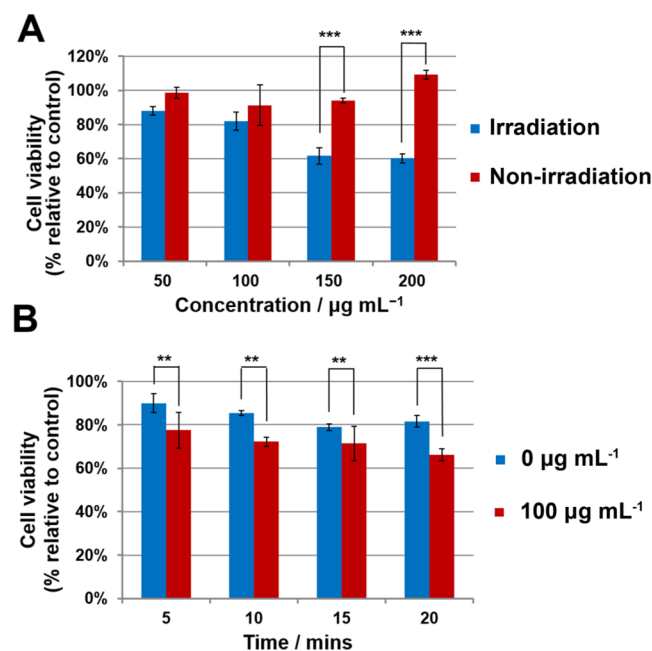 A
*** ***
120%
100%
80%
60%
40%
20%
0%
Cell viability
(% relative to control)
50 100 150 200
Concentration / µg mL⁻¹
Irradiation
Non-irradiation
B
** ** ** ***
100%
80%
60%
40%
20%
0%
Cell viability
(% relative to control)
5 10 15 20
Time / mins
0 µg mL⁻¹
100 µg mL⁻¹